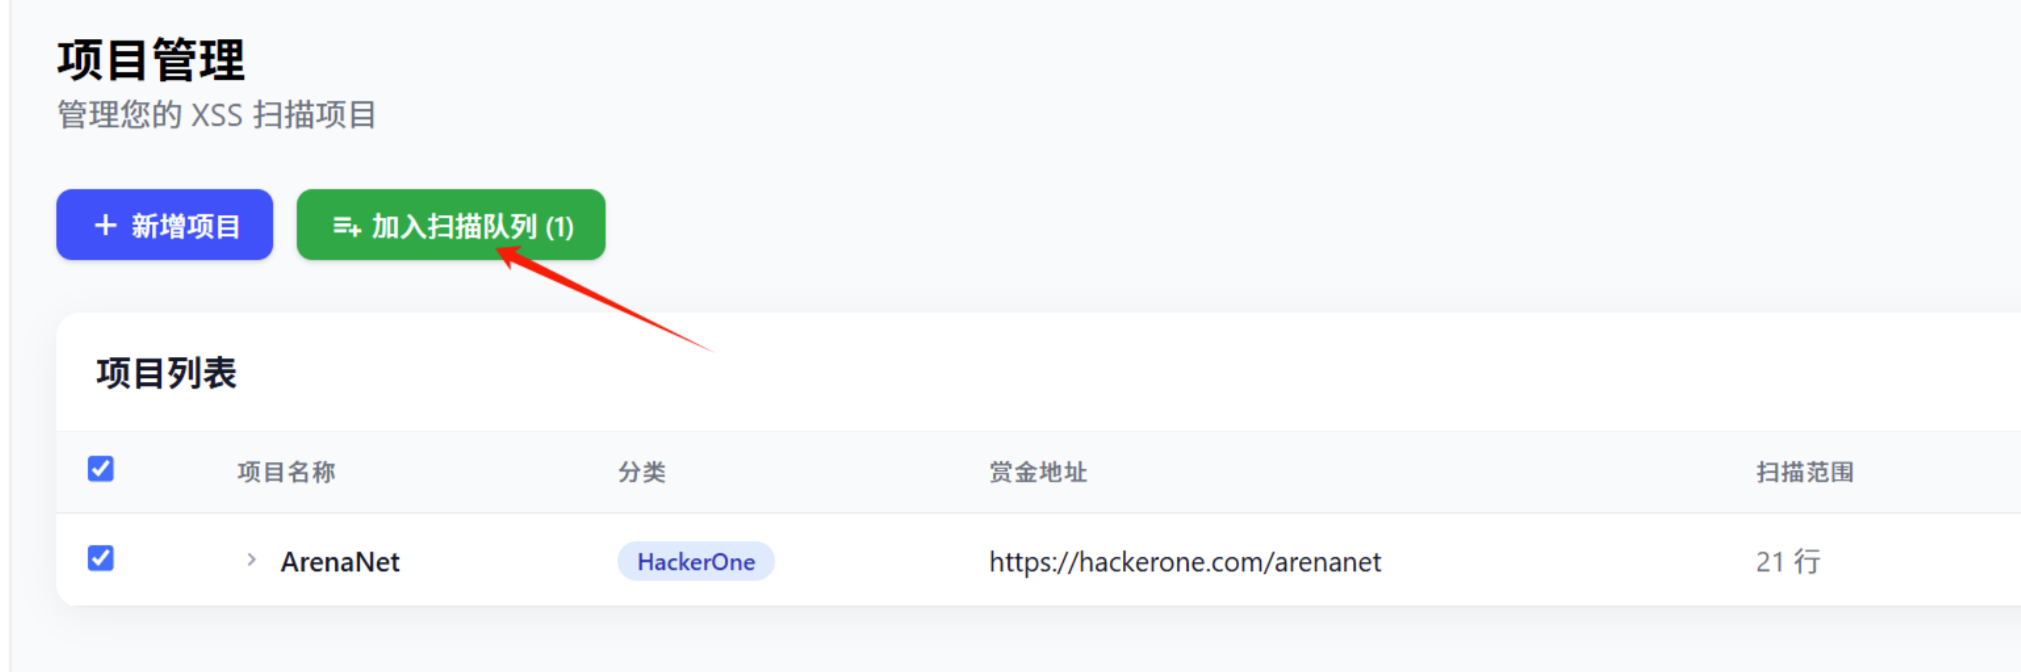 项目管理
管理您的 XSS 扫描项目
新增项目
加入扫描队列 (1)
项目列表
项目名称 分类 赏金地址 扫描范围
ArenaNet HackerOne https://hackerone.com/arenanet 21 行